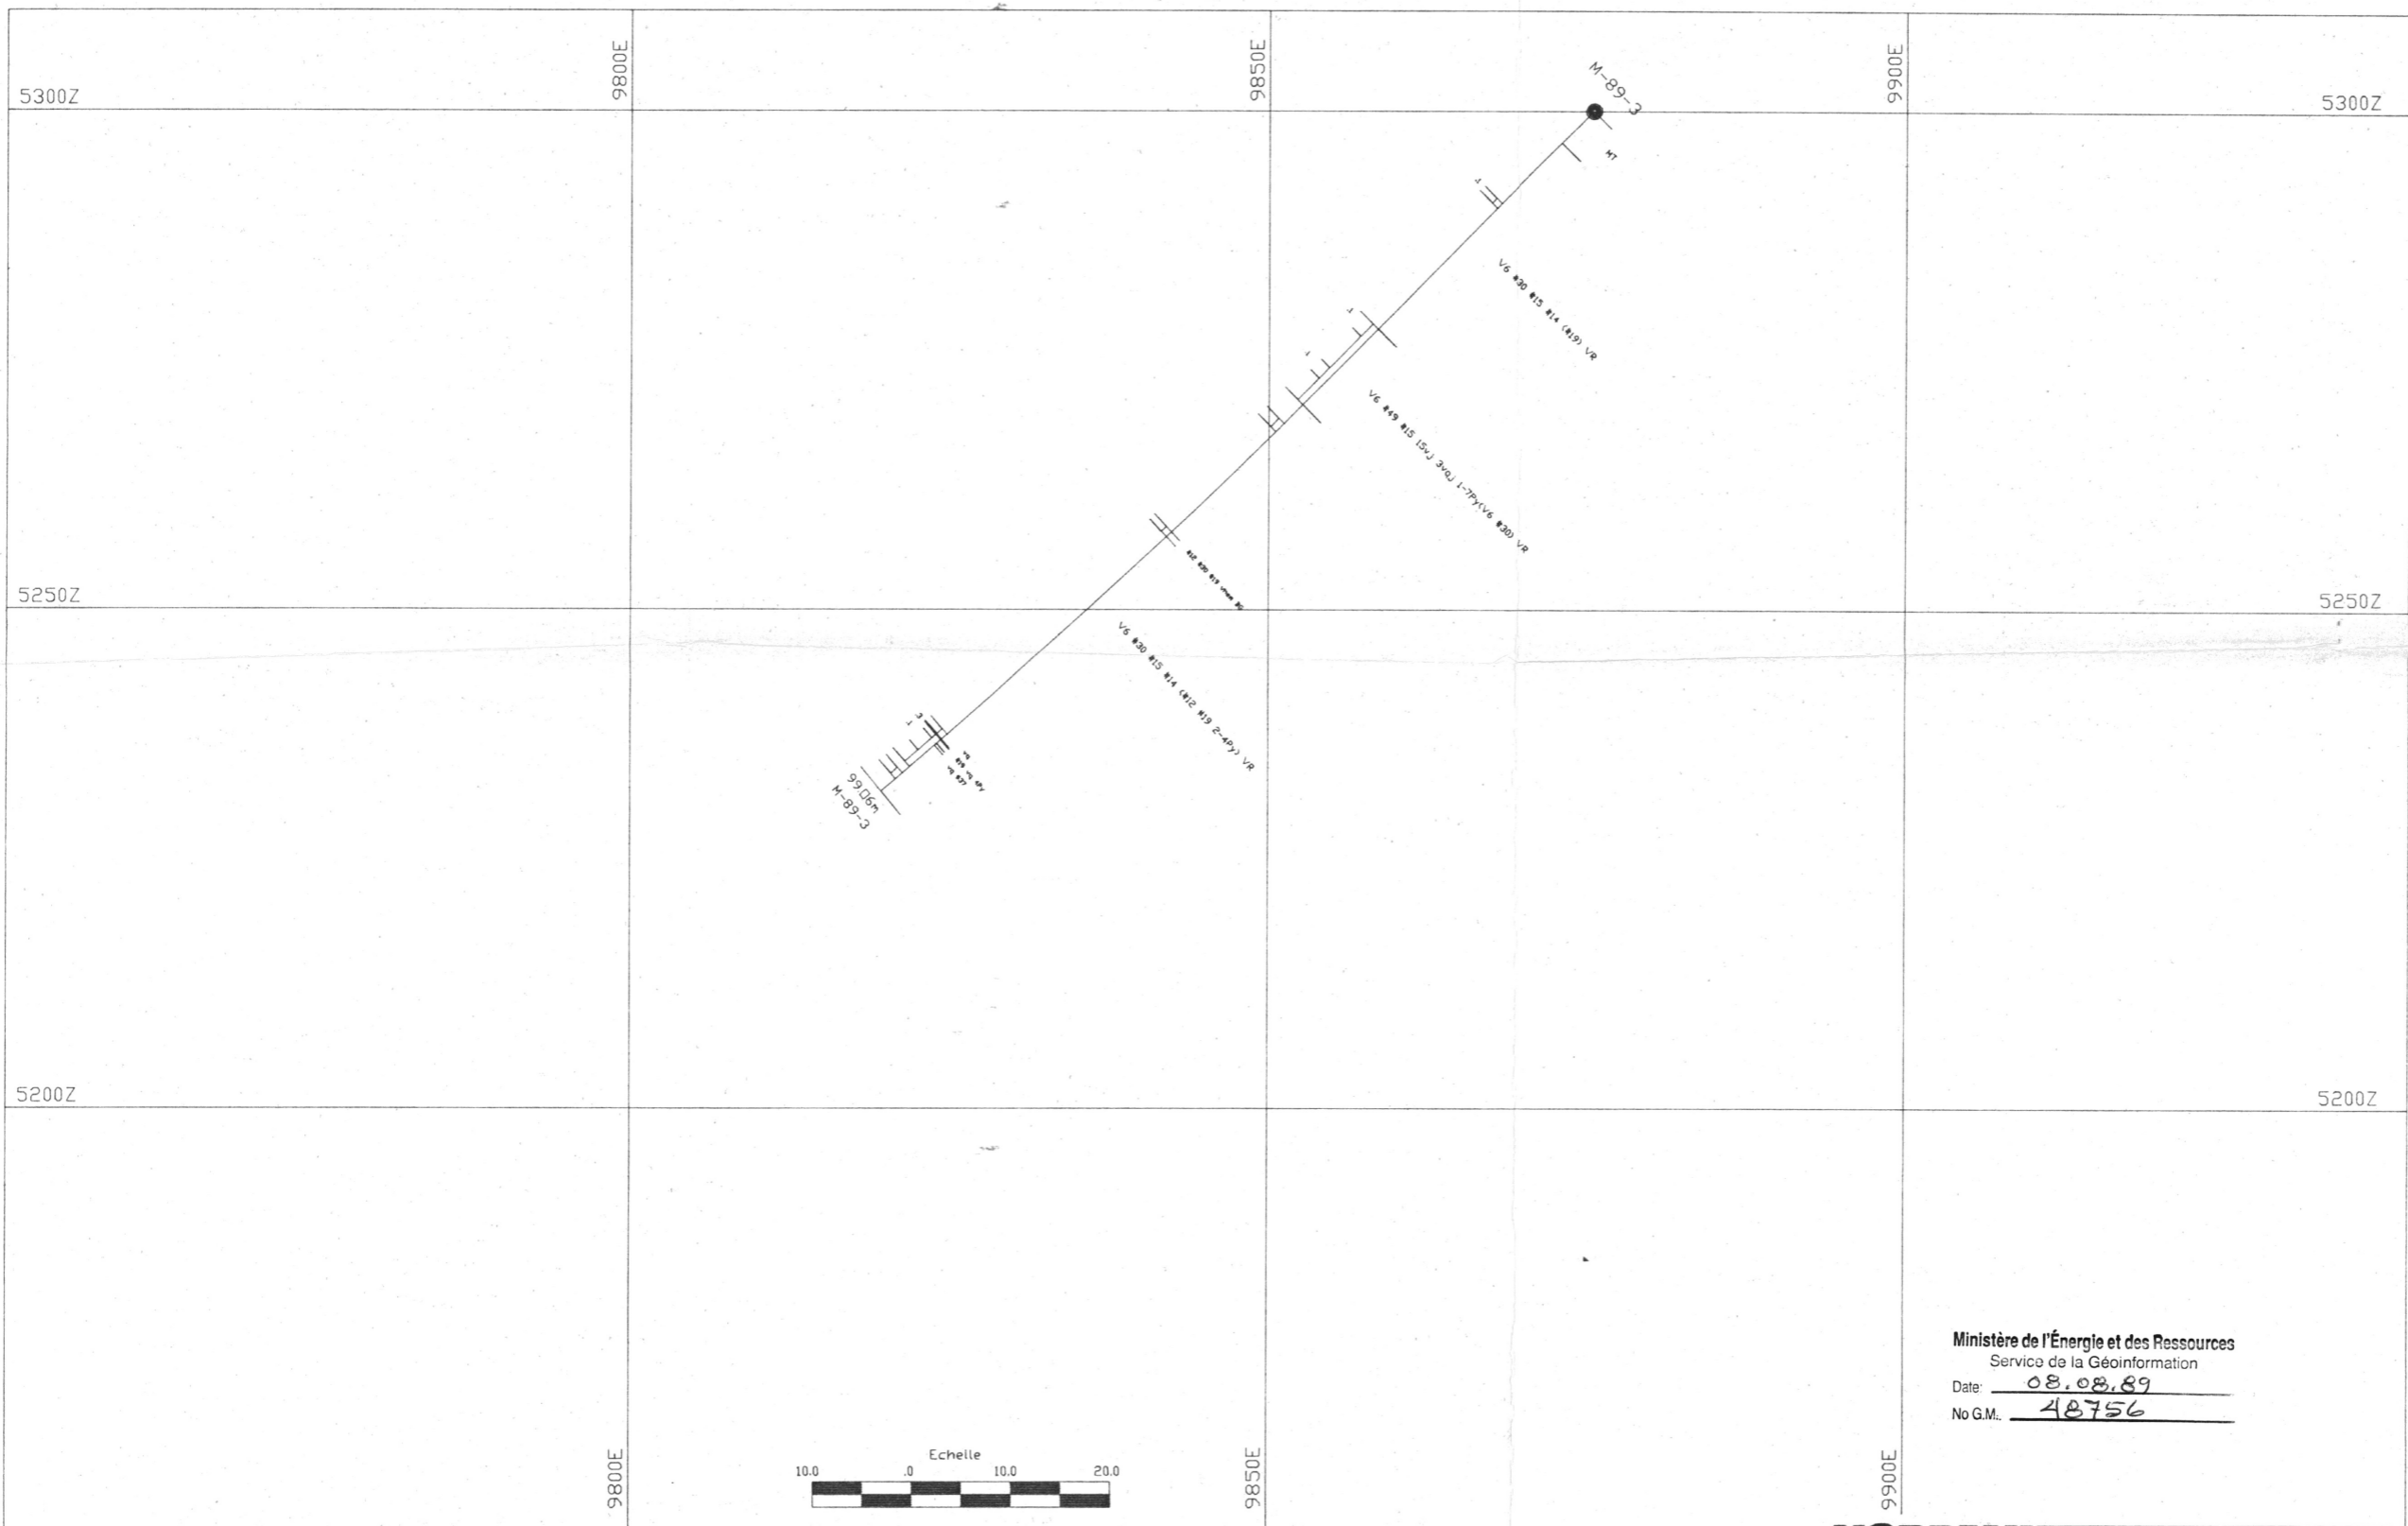 9800E
9850E
9900E
5300Z
M-89-3
5300Z
MT
V6 #30 #15 #14 (#19) VR
V6 #49 #15 15vj 3vqj 1-7Py(V6 #30) VR
5250Z
5250Z
V6 #30 #15 #14 (#12 #19 2-4Py) VR
3
99.06m
M-89-3
5200Z
5200Z
Ministère de l'Énergie et des Ressources
Service de la Géoinformation
Date: 08.08.89
No G.M.: 48756
9800E
9850E
9900E
Echelle
10.0 .0 10.0 20.0